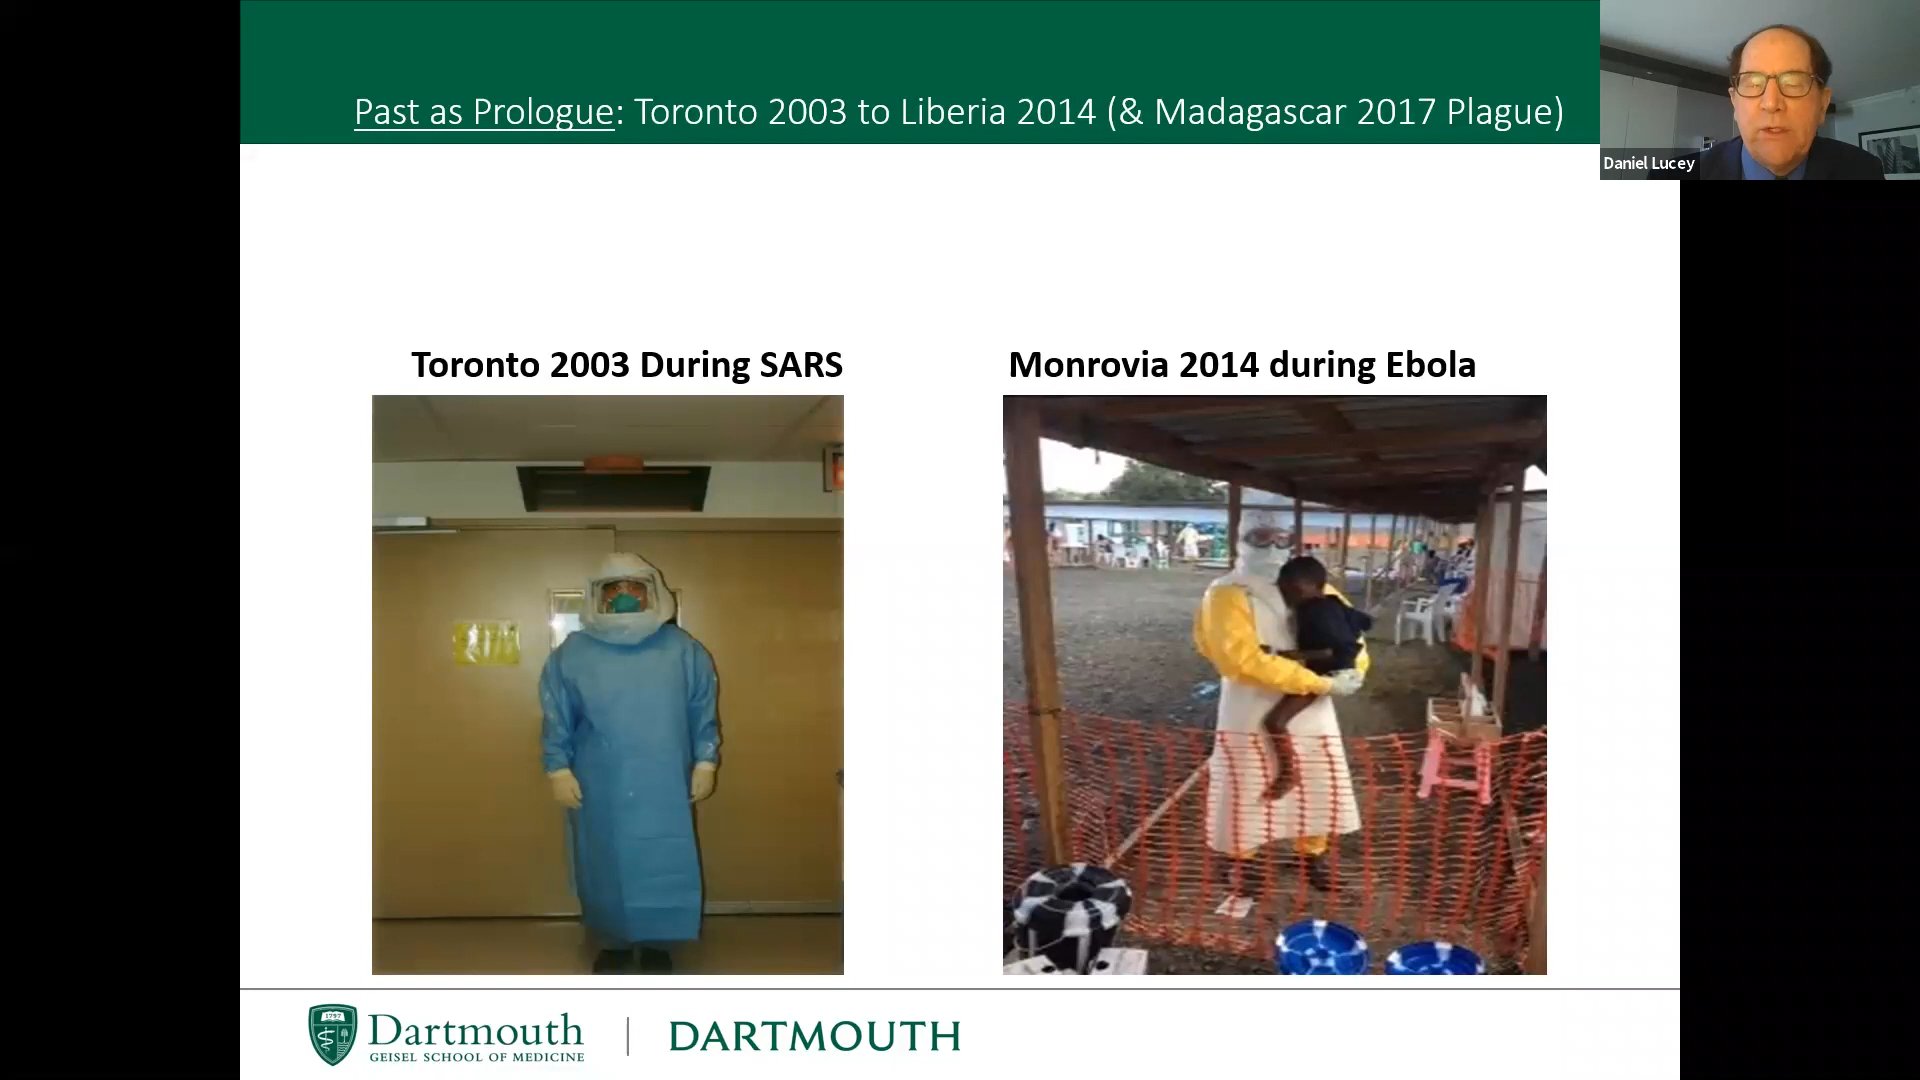 Past as Prologue: Toronto 2003 to Liberia 2014 (& Madagascar 2017 Plague)
Daniel Lucey
Toronto 2003 During SARS
Monrovia 2014 during Ebola
1797
Dartmouth
GEISEL SCHOOL OF MEDICINE
DARTMOUTH